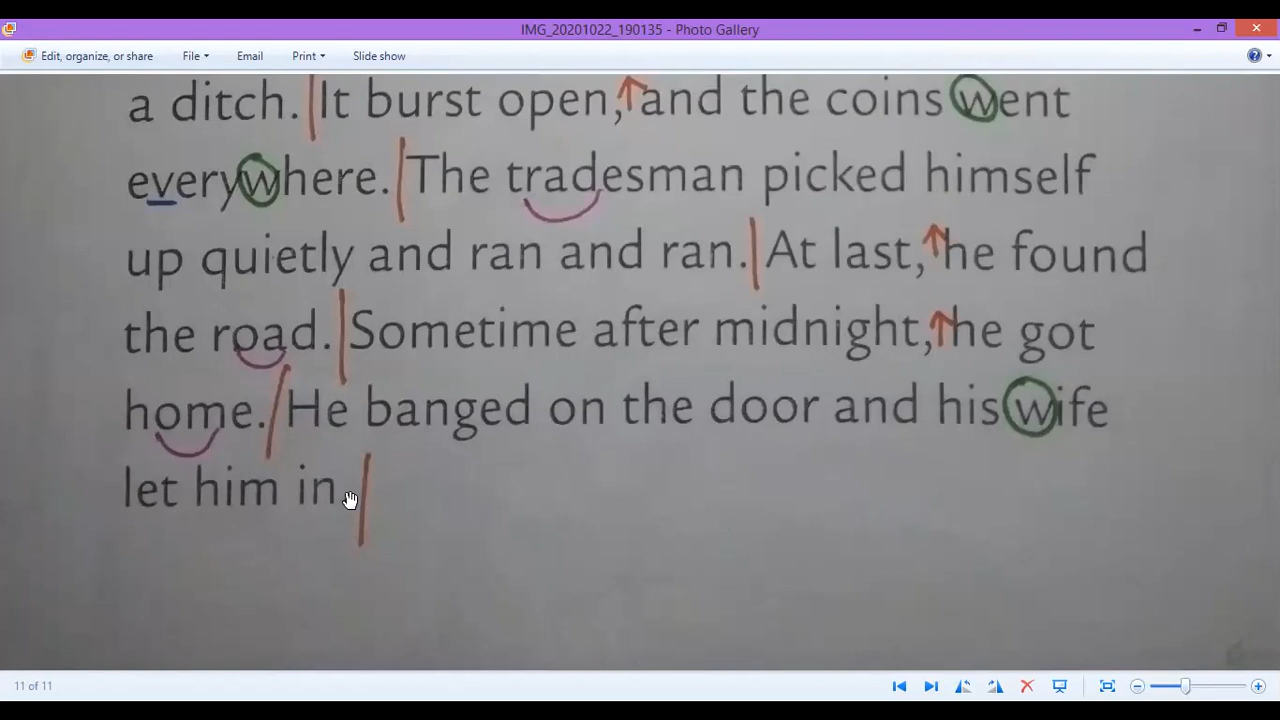 IMG_20201022_190135 - Photo Gallery
Edit, organize, or share File Print Email Slide show
a ditch. It burst open, and the coins went
everywhere. The tradesman picked himself
up quietly and ran and ran. At last, he found
the road. Sometime after midnight, he got
home. He banged on the door and his wife
let him in.
11 of 11